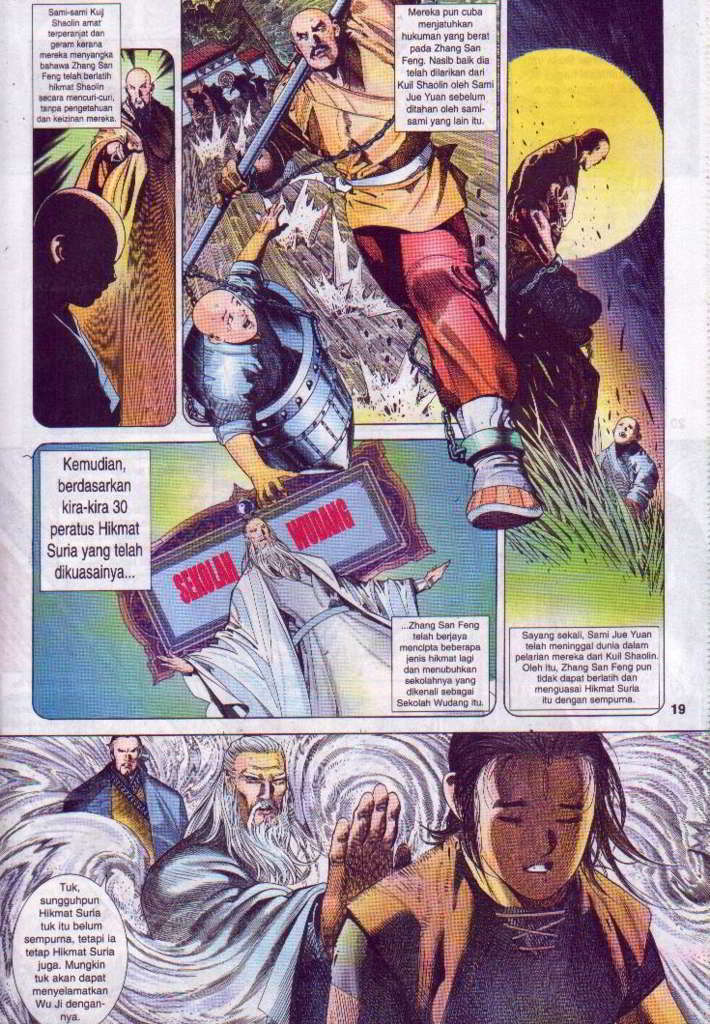 Sami-sami Kuil
Shaolin amat
terperanjat dan
geram kerana
mereka menyangka
bahawa Zhang San
Feng telah berlatih
hikmat Shaolin
secara mencuri-curi,
tanpa pengetahuan
dan keizinan mereka.
Mereka pun cuba
menjatuhkan
hukuman yang berat
pada Zhang San
Feng. Nasib baik dia
telah dilarikan dari
Kuil Shaolin oleh Sami
Jue Yuan sebelum
ditahan oleh sami-
sami yang lain itu.
Sayang sekali, Sami Jue Yuan
telah meninggal dunia dalam
pelarian mereka dari Kuil Shaolin.
Oleh itu, Zhang San Feng pun
tidak dapat berlatih dan
menguasai Hikmat Suria
itu dengan sempurna.
Kemudian,
berdasarkan
kira-kira 30
peratus Hikmat
Suria yang telah
dikuasainya...
SEKOLAH WUDANG
...Zhang San Feng
telah berjaya
mencipta beberapa
jenis hikmat lagi
dan menubuhkan
sekolahnya yang
dikenali sebagai
Sekolah Wudang itu.
19
Tuk,
sungguhpun
Hikmat Suria
tuk itu belum
sempurna, tetapi ia
tetap Hikmat Suria
juga. Mungkin
tuk akan dapat
menyelamatkan
Wu Ji dengan-
nya.